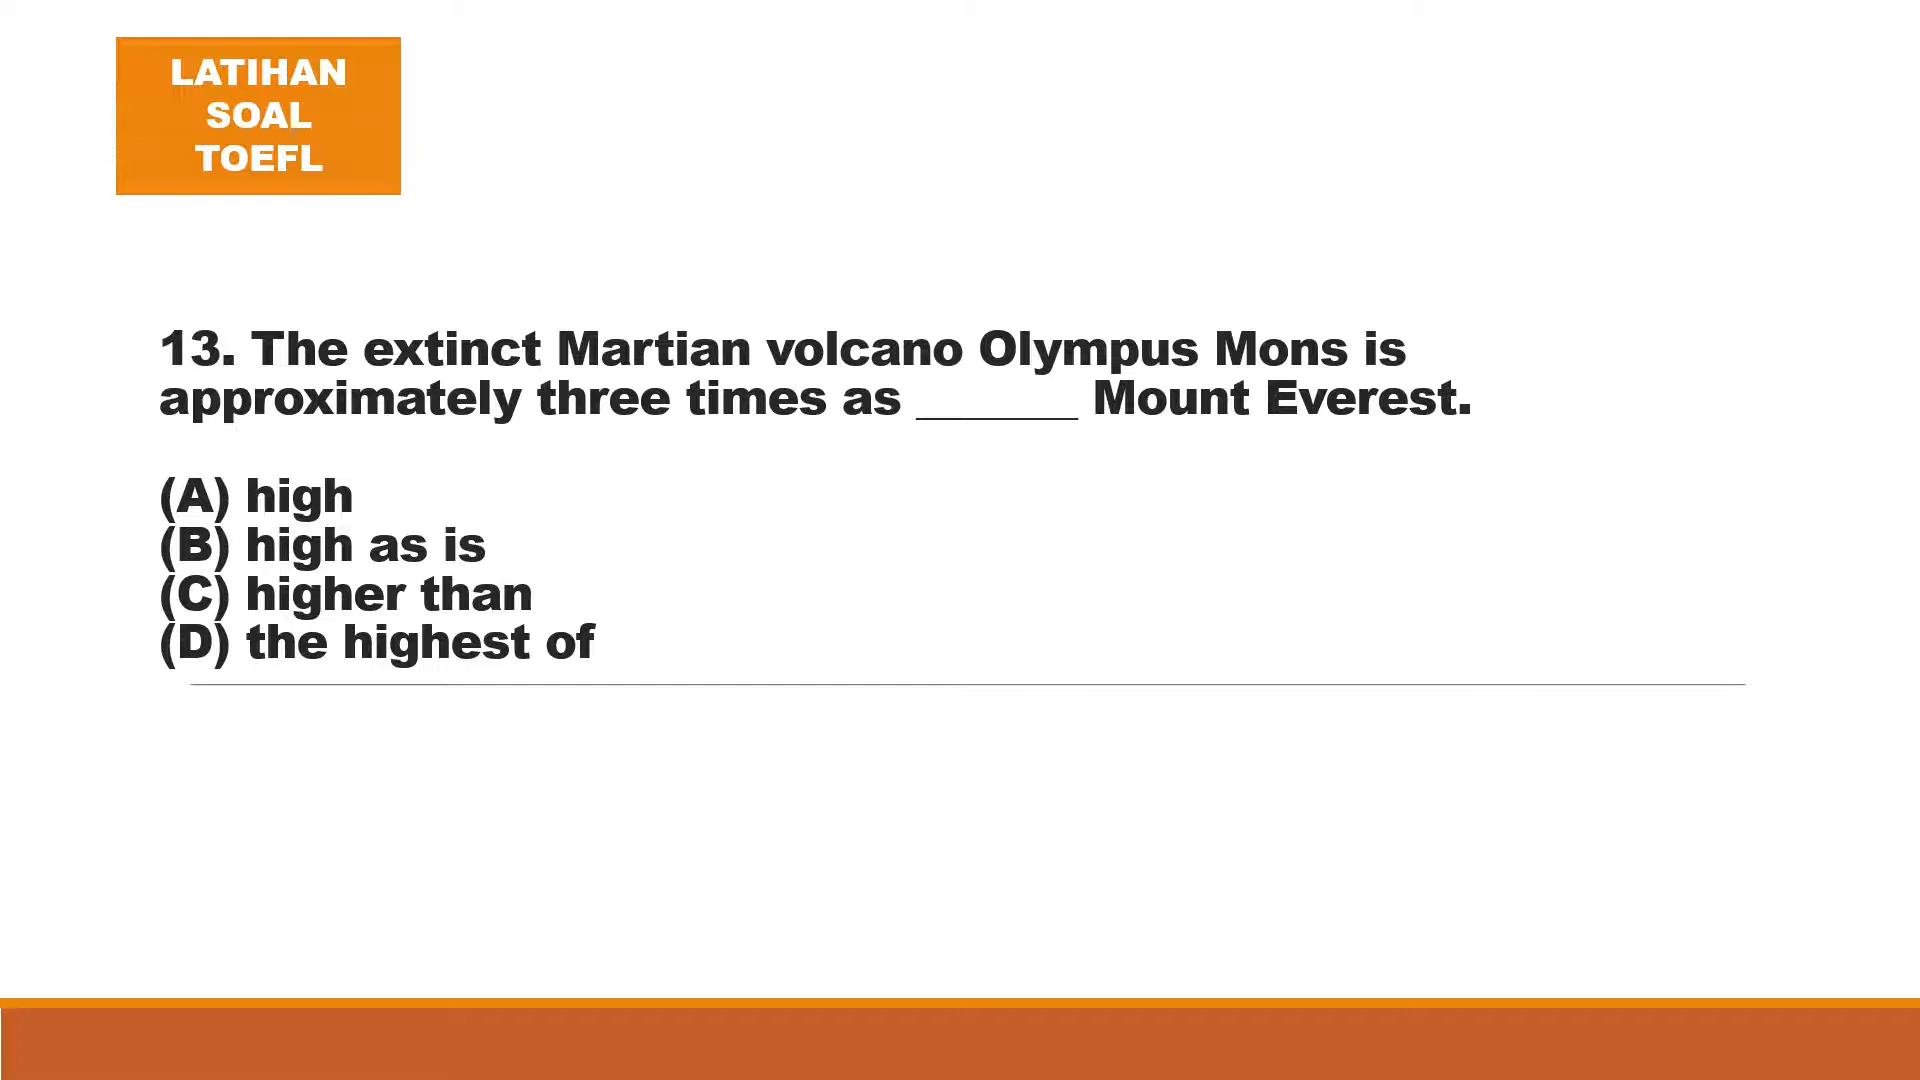 LATIHAN
SOAL
TOEFL
13. The extinct Martian volcano Olympus Mons is
approximately three times as _______ Mount Everest.
(A) high
(B) high as is
(C) higher than
(D) the highest of